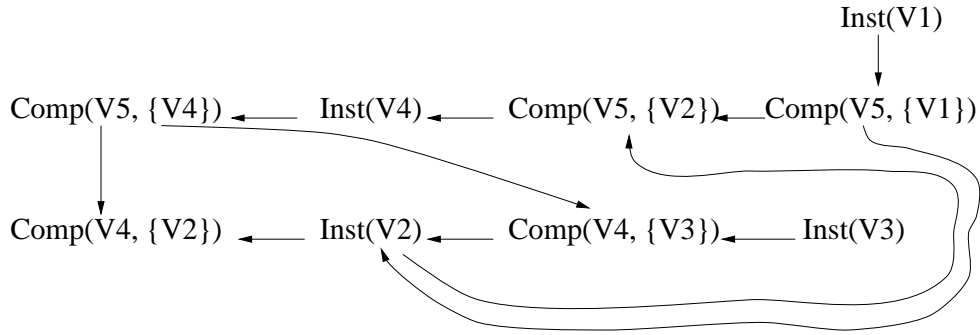 Inst(V1)
Comp(V5, {V4}) Inst(V4) Comp(V5, {V2}) Comp(V5, {V1})
Comp(V4, {V2}) Inst(V2) Comp(V4, {V3}) Inst(V3)